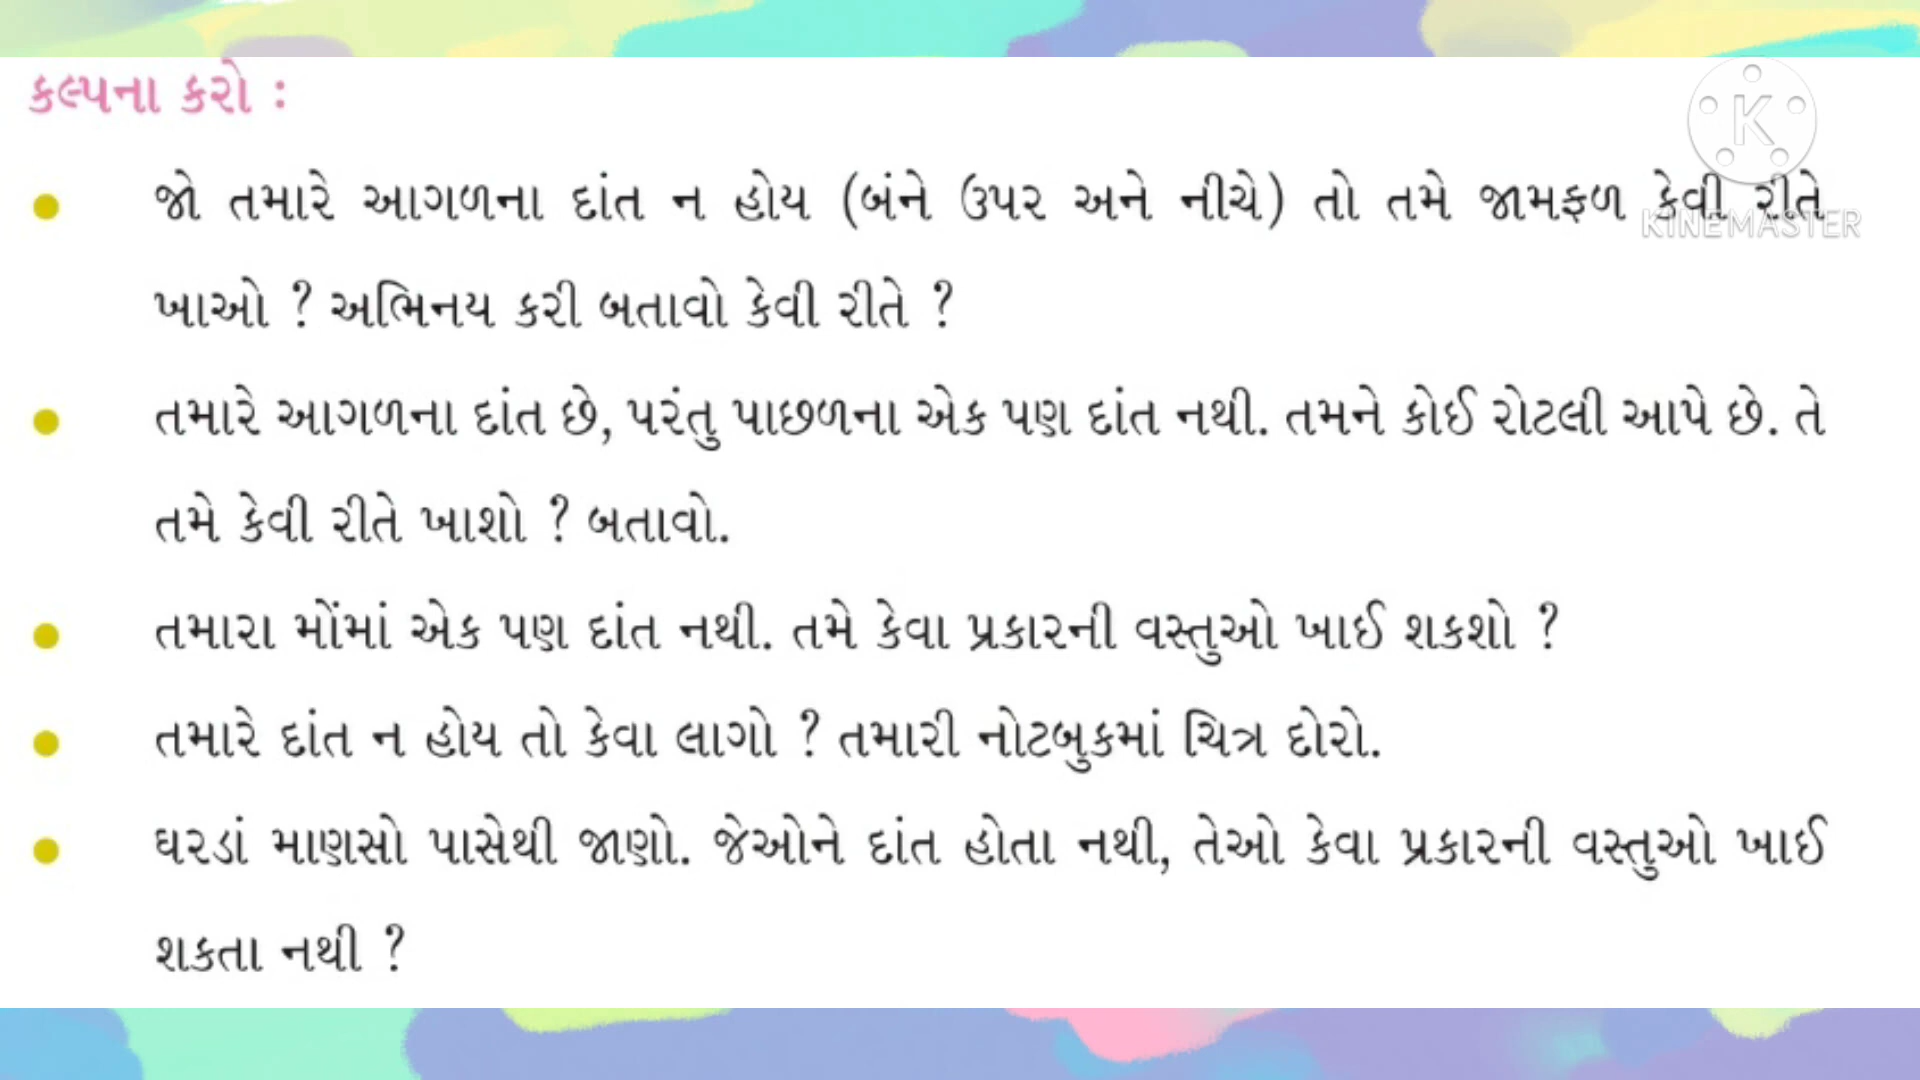 કલ્પના કરો :
K
જો તમારે આગળના દાંત ન હોય (બંને ઉપર અને નીચે) તો તમે જામફળ કેવી રીતે
KINEMASTER
ખાઓ ? અભિનય કરી બતાવો કેવી રીતે ?
તમારે આગળના દાંત છે, પરંતુ પાછળના એક પણ દાંત નથી. તમને કોઈ રોટલી આપે છે. તે
તમે કેવી રીતે ખાશો ? બતાવો.
તમારા મોંમાં એક પણ દાંત નથી. તમે કેવા પ્રકારની વસ્તુઓ ખાઈ શકશો ?
તમારે દાંત ન હોય તો કેવા લાગો ? તમારી નોટબુકમાં ચિત્ર દોરો.
ઘરડાં માણસો પાસેથી જાણો. જેઓને દાંત હોતા નથી, તેઓ કેવા પ્રકારની વસ્તુઓ ખાઈ
શકતા નથી ?